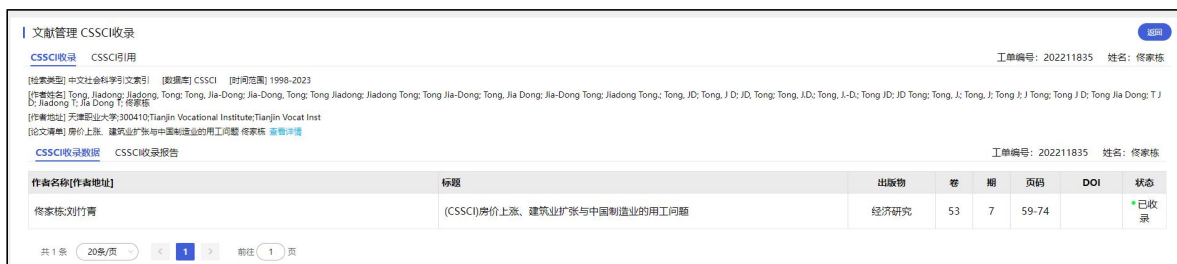 文献管理 CSSCI收录
返回
CSSCI收录 CSSCI引用 工单编号：202211835 姓名：佟家栋
[检索类型] 中文社会科学引文索引 [数据库] CSSCI [时间范围] 1998-2023
[作者姓名] Tong, Jiadong; Jiadong, Tong; Tong, Jia-Dong; Jia-Dong, Tong; Tong Jiadong; Jiadong Tong; Tong Jia-Dong; Tong, Jia Dong; Jia-Dong Tong; Jiadong Tong.; Tong, JD; Tong, J D; JD, Tong; Tong, J.D.; Tong, J.-D.; Tong JD; JD Tong; Tong, J.; Tong, J; Tong J; J Tong; Tong J D; Tong Jia Dong; T J
D; Jiadong T; Jia Dong T; 佟家栋
[作者地址] 天津职业大学;300410;Tianjin Vocational Institute;Tianjin Vocat Inst
[论文清单] 房价上涨、建筑业扩张与中国制造业的用工问题 佟家栋 查看详情
CSSCI收录数据 CSSCI收录报告 工单编号：202211835 姓名：佟家栋
作者名称[作者地址] 标题 出版物 卷 期 页码 DOI 状态
佟家栋;刘竹青 (CSSCI)房价上涨、建筑业扩张与中国制造业的用工问题 经济研究 53 7 59-74 已收
录
共 1 条 20条/页 1 前往 1 页